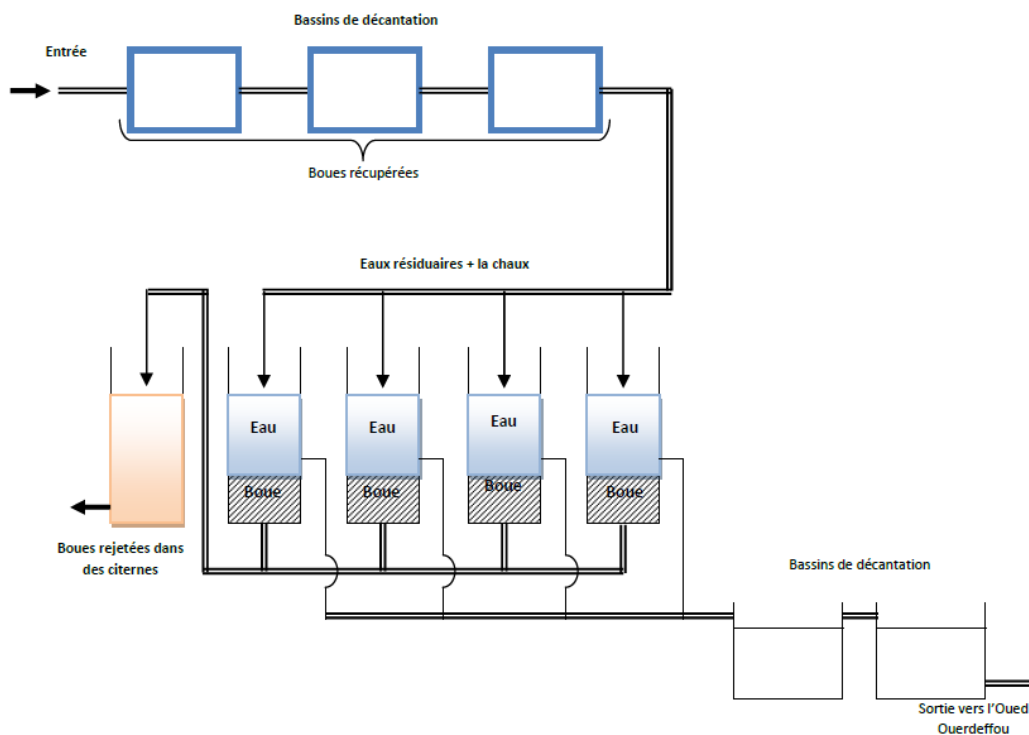 Bassins de décantation
Entrée
Boues récupérées
Eaux résiduaires + la chaux
Eau
Eau
Eau
Eau
Boue
Boue
Boue
Boue
Boues rejetées dans
des citernes
Bassins de décantation
Sortie vers l'Oued
Ouerdeffou